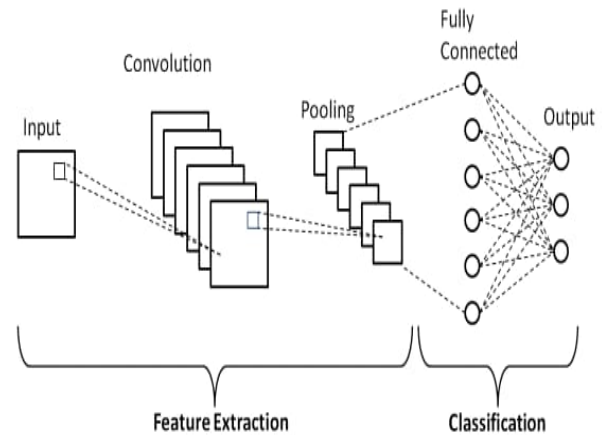 Fully
Connected
Convolution
Pooling
Output
Input
Feature Extraction
Classification